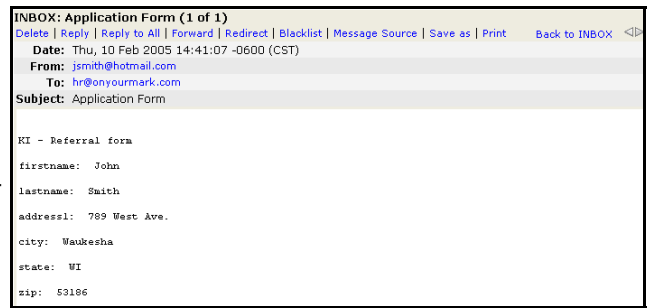 INBOX: Application Form (1 of 1)
Delete | Reply | Reply to All | Forward | Redirect | Blacklist | Message Source | Save as | Print Back to INBOX
Date: Thu, 10 Feb 2005 14:41:07 -0600 (CST)
From: jsmith@hotmail.com
To: hr@onyourmark.com
Subject: Application Form
KI - Referral form
firstname: John
lastname: Smith
address1: 789 West Ave.
city: Waukesha
state: WI
zip: 53186